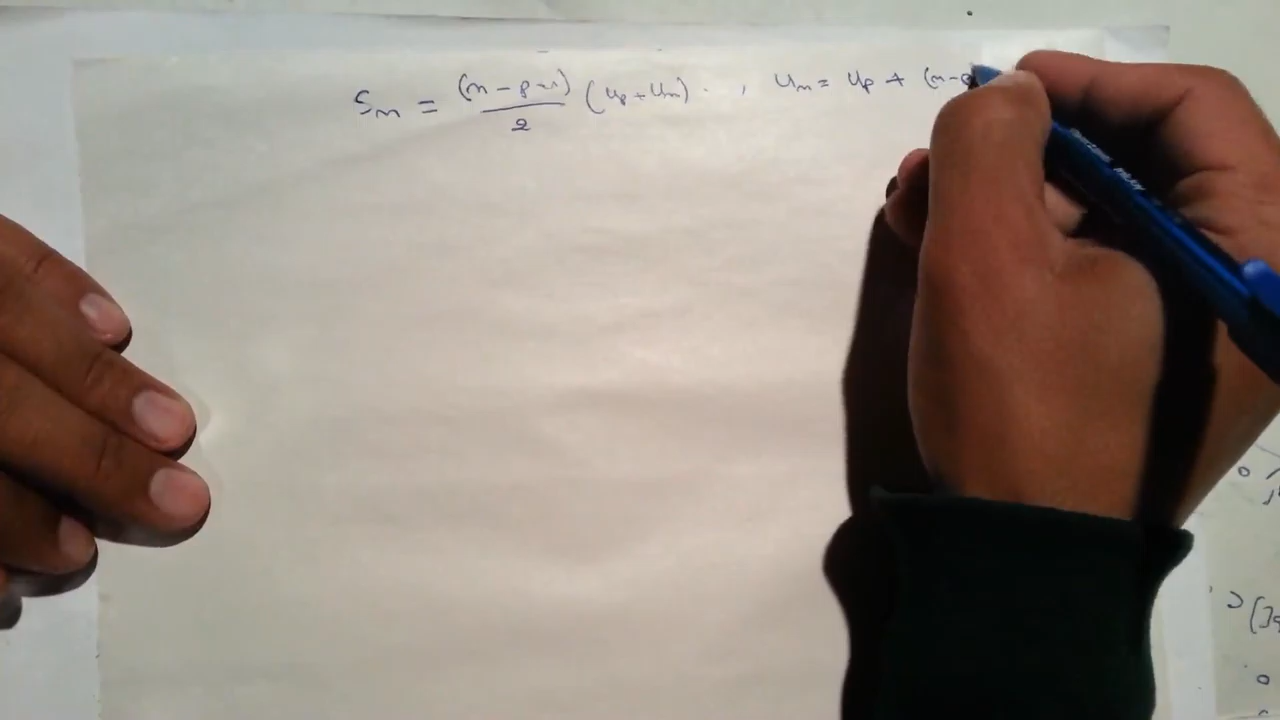 Sn = (n - p + 1) / 2 (Up + Un) . , Un = Up + (n - p